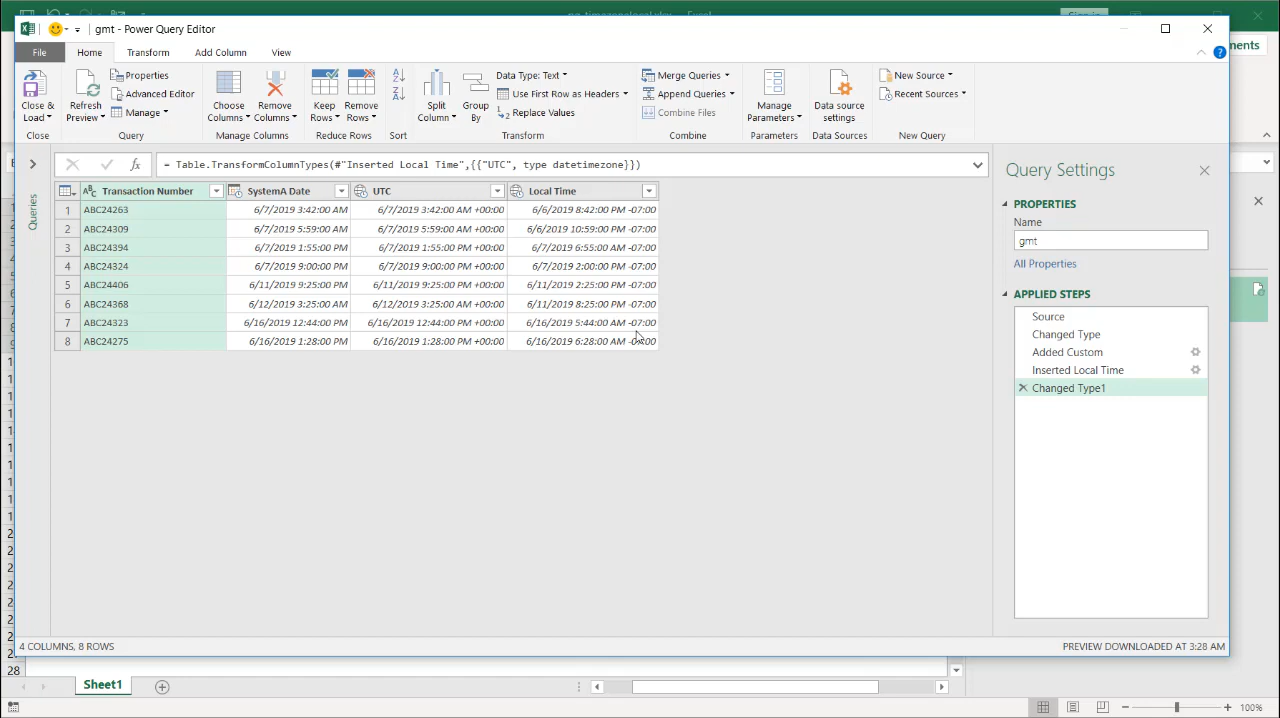 gmt - Power Query Editor
File Home Transform Add Column View
Close & Load Refresh Preview Properties Advanced Editor Manage Choose Columns Remove Columns Keep Rows Remove Rows Split Column Group By Data Type: Text Use First Row as Headers Replace Values Merge Queries Append Queries Combine Files Manage Parameters Data source settings New Source Recent Sources
Close Query Manage Columns Reduce Rows Sort Transform Combine Parameters Data Sources New Query
fx = Table.TransformColumnTypes(#"Inserted Local Time",{{"UTC", type datetimezone}})
Queries
Transaction Number SystemA Date UTC Local Time
1 ABC24263 6/7/2019 3:42:00 AM 6/7/2019 3:42:00 AM +00:00 6/6/2019 8:42:00 PM -07:00
2 ABC24309 6/7/2019 5:59:00 AM 6/7/2019 5:59:00 AM +00:00 6/6/2019 10:59:00 PM -07:00
3 ABC24394 6/7/2019 1:55:00 PM 6/7/2019 1:55:00 PM +00:00 6/7/2019 6:55:00 AM -07:00
4 ABC24324 6/7/2019 9:00:00 PM 6/7/2019 9:00:00 PM +00:00 6/7/2019 2:00:00 PM -07:00
5 ABC24406 6/11/2019 9:25:00 PM 6/11/2019 9:25:00 PM +00:00 6/11/2019 2:25:00 PM -07:00
6 ABC24368 6/12/2019 3:25:00 AM 6/12/2019 3:25:00 AM +00:00 6/11/2019 8:25:00 PM -07:00
7 ABC24323 6/16/2019 12:44:00 PM 6/16/2019 12:44:00 PM +00:00 6/16/2019 5:44:00 AM -07:00
8 ABC24275 6/16/2019 1:28:00 PM 6/16/2019 1:28:00 PM +00:00 6/16/2019 6:28:00 AM -07:00
Query Settings
PROPERTIES
Name
gmt
All Properties
APPLIED STEPS
Source
Changed Type
Added Custom
Inserted Local Time
Changed Type1
4 COLUMNS, 8 ROWS
PREVIEW DOWNLOADED AT 3:28 AM
28
Sheet1
100%